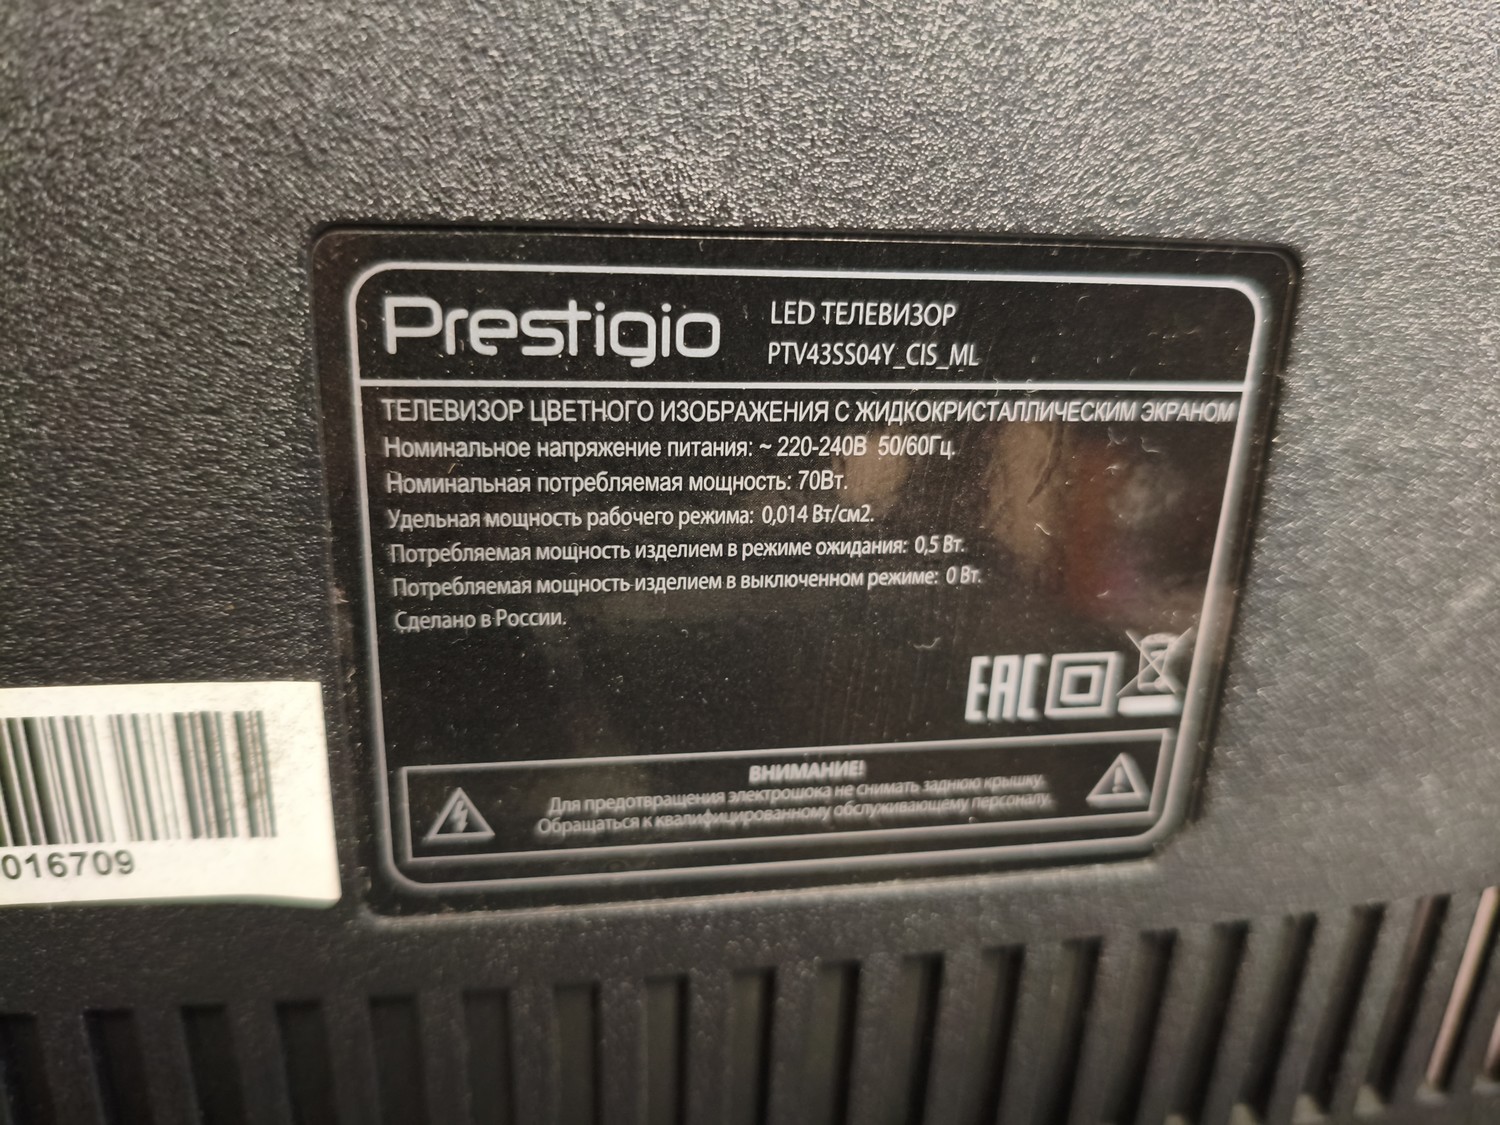 Prestigio
LED ТЕЛЕВИЗОР
PTV43SS04Y_CIS_ML
ТЕЛЕВИЗОР ЦВЕТНОГО ИЗОБРАЖЕНИЯ С ЖИДКОКРИСТАЛЛИЧЕСКИМ ЭКРАНОМ
Номинальное напряжение питания: ~ 220-240В 50/60Гц.
Номинальная потребляемая мощность: 70Вт.
Удельная мощность рабочего режима: 0,014 Вт/см2.
Потребляемая мощность изделием в режиме ожидания: 0,5 Вт.
Потребляемая мощность изделием в выключенном режиме: 0 Вт.
Сделано в России.
EAC
ВНИМАНИЕ!
Для предотвращения электрошока не снимать заднюю крышку.
Обращаться к квалифицированному обслуживающему персоналу.
016709